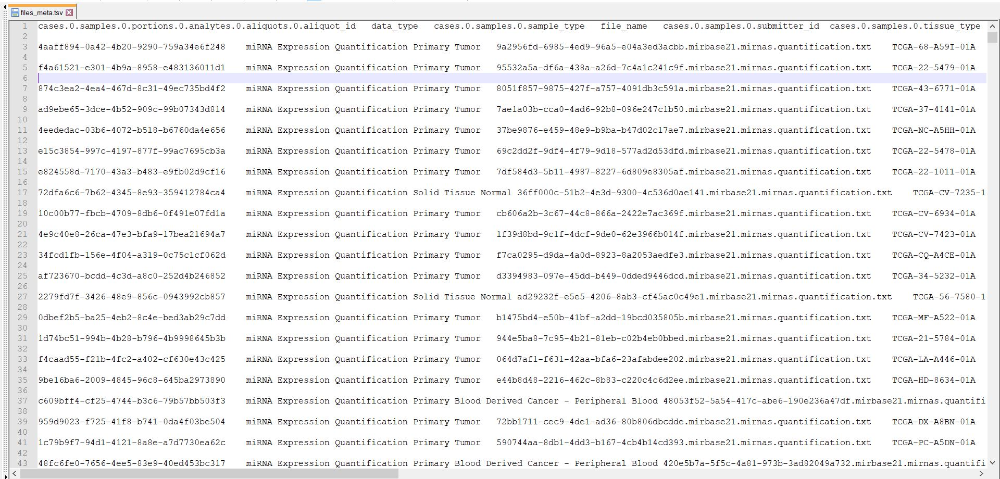 files_meta.tsv
1 cases.0.samples.0.portions.0.analytes.0.aliquots.0.aliquot_id data_type cases.0.samples.0.sample_type file_name cases.0.samples.0.submitter_id cases.0.samples.0.tissue_type
2
3 4aaff894-0a42-4b20-9290-759a34e6f248 miRNA Expression Quantification Primary Tumor 9a2956fd-6985-4ed9-96a5-e04a3ed3acbb.mirbase21.mirnas.quantification.txt TCGA-68-A59I-01A
4
5 f4a61521-e301-4b9a-8958-e483136011d1 miRNA Expression Quantification Primary Tumor 95532a5a-df6a-438a-a26d-7c4a1c241c9f.mirbase21.mirnas.quantification.txt TCGA-22-5479-01A
6
7 874c3ea2-4ea4-467d-8c31-49ec735bd4f2 miRNA Expression Quantification Primary Tumor 8051f857-9875-427f-a757-4091db3c591a.mirbase21.mirnas.quantification.txt TCGA-43-6771-01A
8
9 ad9ebe65-3dce-4b52-909c-99b07343d814 miRNA Expression Quantification Primary Tumor 7ae1a03b-cca0-4ad6-92b8-096e247c1b50.mirbase21.mirnas.quantification.txt TCGA-37-4141-01A
10
11 4eededac-03b6-4072-b518-b6760da4e656 miRNA Expression Quantification Primary Tumor 37be9876-e459-48e9-b9ba-b47d02c17ae7.mirbase21.mirnas.quantification.txt TCGA-NC-A5HH-01A
12
13 e15c3854-997c-4197-877f-99ac7695cb3a miRNA Expression Quantification Primary Tumor 69c2dd2f-9df4-4f79-9d18-577ad2d53dfd.mirbase21.mirnas.quantification.txt TCGA-22-5478-01A
14
15 e824558d-7170-43a3-b483-e9fb02d9cf16 miRNA Expression Quantification Primary Tumor 7df584d3-5b11-4987-8227-6d809e8305af.mirbase21.mirnas.quantification.txt TCGA-22-1011-01A
16
17 72dfa6c6-7b62-4345-8e93-359412784ca4 miRNA Expression Quantification Solid Tissue Normal 36ff000c-51b2-4e3d-9300-4c536d0ae141.mirbase21.mirnas.quantification.txt TCGA-CV-7235-1
18
19 10c00b77-fbcb-4709-8db6-0f491e07fd1a miRNA Expression Quantification Primary Tumor cb606a2b-3c67-44c8-866a-2422e7ac369f.mirbase21.mirnas.quantification.txt TCGA-CV-6934-01A
20
21 4e9c40e8-26ca-47e3-bfa9-17bea21694a7 miRNA Expression Quantification Primary Tumor 1f39d8bd-9c1f-4dcf-9de0-62e3966b014f.mirbase21.mirnas.quantification.txt TCGA-CV-7423-01A
22
23 34fcd1fb-156e-4f04-a319-0c75c1cf062d miRNA Expression Quantification Primary Tumor f7ca0295-d9da-4a0d-8923-8a2053aedfe3.mirbase21.mirnas.quantification.txt TCGA-CQ-A4CE-01A
24
25 af723670-bcdd-4c3d-a8c0-252d4b246852 miRNA Expression Quantification Primary Tumor d3394983-097e-45dd-b449-0dded9446dcd.mirbase21.mirnas.quantification.txt TCGA-34-5232-01A
26
27 2279fd7f-3426-48e9-856c-0943992cb857 miRNA Expression Quantification Solid Tissue Normal ad29232f-e5e5-4206-8ab3-cf45ac0c49e1.mirbase21.mirnas.quantification.txt TCGA-56-7580-1
28
29 0dbef2b5-ba25-4eb2-8c4e-bed3ab29c7dd miRNA Expression Quantification Primary Tumor b1475bd4-e50b-41bf-a2dd-19bcd035805b.mirbase21.mirnas.quantification.txt TCGA-MF-A522-01A
30
31 1d74bc51-994b-4b28-b796-4b9998645b3b miRNA Expression Quantification Primary Tumor 944e5ba8-7c95-4b21-81eb-c02b4eb0bbed.mirbase21.mirnas.quantification.txt TCGA-21-5784-01A
32
33 f4caad55-f21b-4fc2-a402-cf630e43c425 miRNA Expression Quantification Primary Tumor 064d7af1-f631-42aa-bfa6-23afabdee202.mirbase21.mirnas.quantification.txt TCGA-LA-A446-01A
34
35 9be16ba6-2009-4845-96c8-645ba2973890 miRNA Expression Quantification Primary Tumor e44b8d48-2216-462c-8b83-c220c4c6d2ee.mirbase21.mirnas.quantification.txt TCGA-HD-8634-01A
36
37 c609bff4-cf25-4744-b3c6-79b57bb503f3 miRNA Expression Quantification Primary Blood Derived Cancer - Peripheral Blood 48053f52-5a54-417c-abe6-190e236a47df.mirbase21.mirnas.quantifi
38
39 959d9023-f725-41f8-b741-0da4f03be504 miRNA Expression Quantification Primary Tumor 72bb1711-cec9-4de1-ad36-80b806dbcdde.mirbase21.mirnas.quantification.txt TCGA-DX-A8BN-01A
40
41 1c79b9f7-94d1-4121-8a8e-a7d7730ea62c miRNA Expression Quantification Primary Tumor 590744aa-8db1-4dd3-b167-4cb4b14cd393.mirbase21.mirnas.quantification.txt TCGA-PC-A5DN-01A
42
43 48fc6fe0-7656-4ee5-83e9-40ed453bc317 miRNA Expression Quantification Primary Blood Derived Cancer - Peripheral Blood 420e5b7a-5f5c-4a81-973b-3ad82049a732.mirbase21.mirnas.quantifi